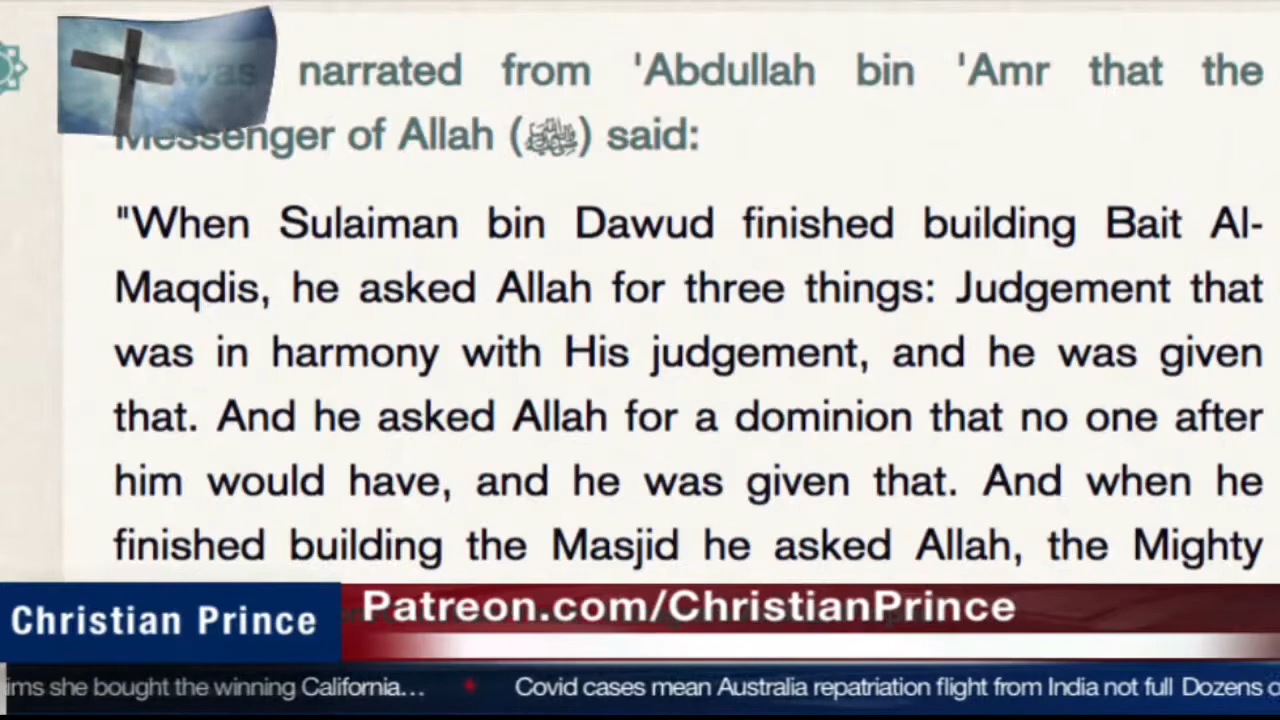 was narrated from 'Abdullah bin 'Amr that the
Messenger of Allah (ﷺ) said:
"When Sulaiman bin Dawud finished building Bait Al-
Maqdis, he asked Allah for three things: Judgement that
was in harmony with His judgement, and he was given
that. And he asked Allah for a dominion that no one after
him would have, and he was given that. And when he
finished building the Masjid he asked Allah, the Mighty
Christian Prince
Patreon.com/ChristianPrince
ims she bought the winning California... Covid cases mean Australia repatriation flight from India not full Dozens